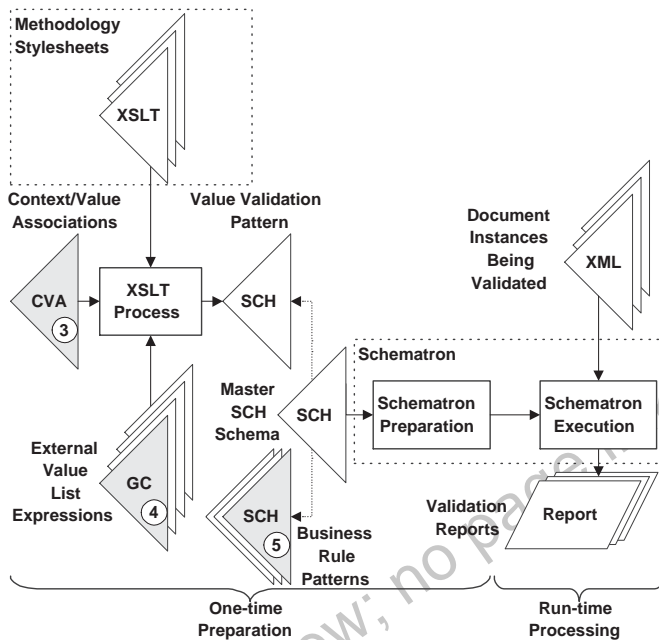 Methodology
Stylesheets
XSLT
Context/Value
Associations
Value Validation
Pattern
Document
Instances
Being
Validated
XML
CVA
3
XSLT
Process
SCH
Schematron
Master
SCH
Schema
SCH
Schematron
Preparation
Schematron
Execution
External
Value
List
Expressions
GC
4
SCH
5
Business
Rule
Patterns
Validation
Reports
Report
One-time
Preparation
Run-time
Processing
no page